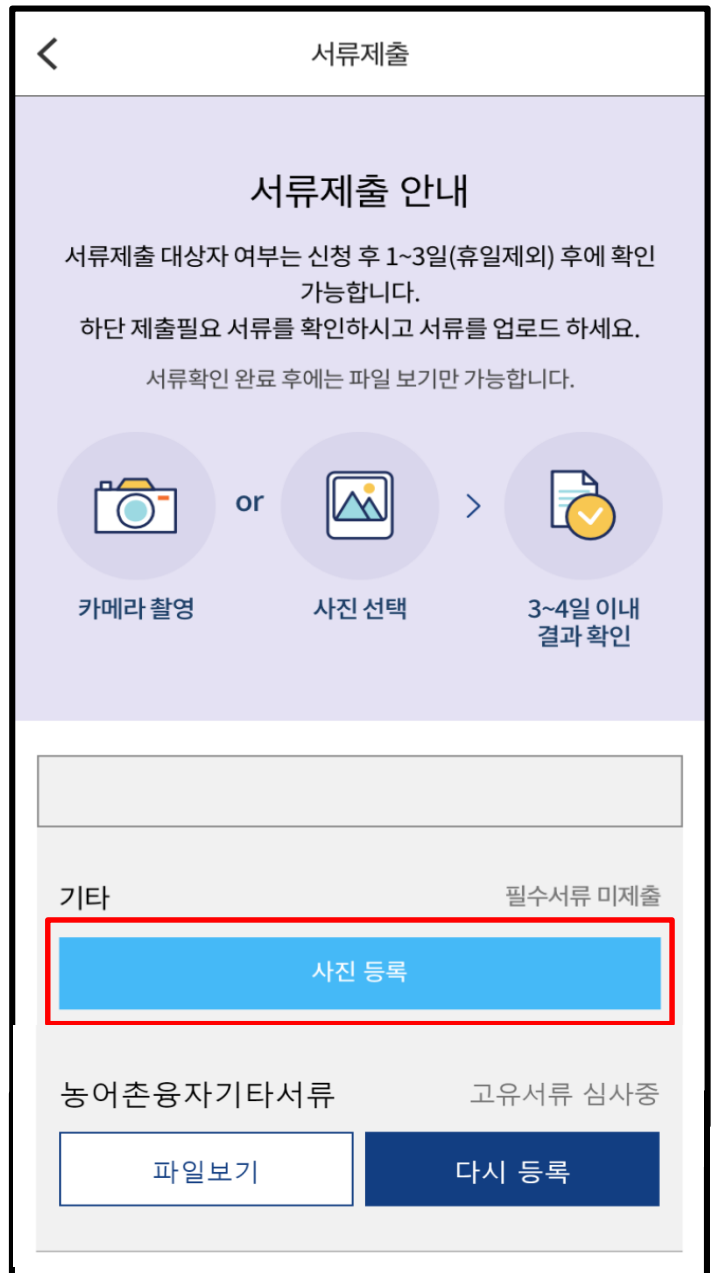 서류제출
서류제출 안내
서류제출 대상자 여부는 신청 후 1~3일(휴일제외) 후에 확인
가능합니다.
하단 제출필요 서류를 확인하시고 서류를 업로드 하세요.
서류확인 완료 후에는 파일 보기만 가능합니다.
or
카메라 촬영
사진 선택
3~4일 이내
결과 확인
기타
필수서류 미제출
사진 등록
농어촌융자기타서류
고유서류 심사중
파일보기
다시 등록